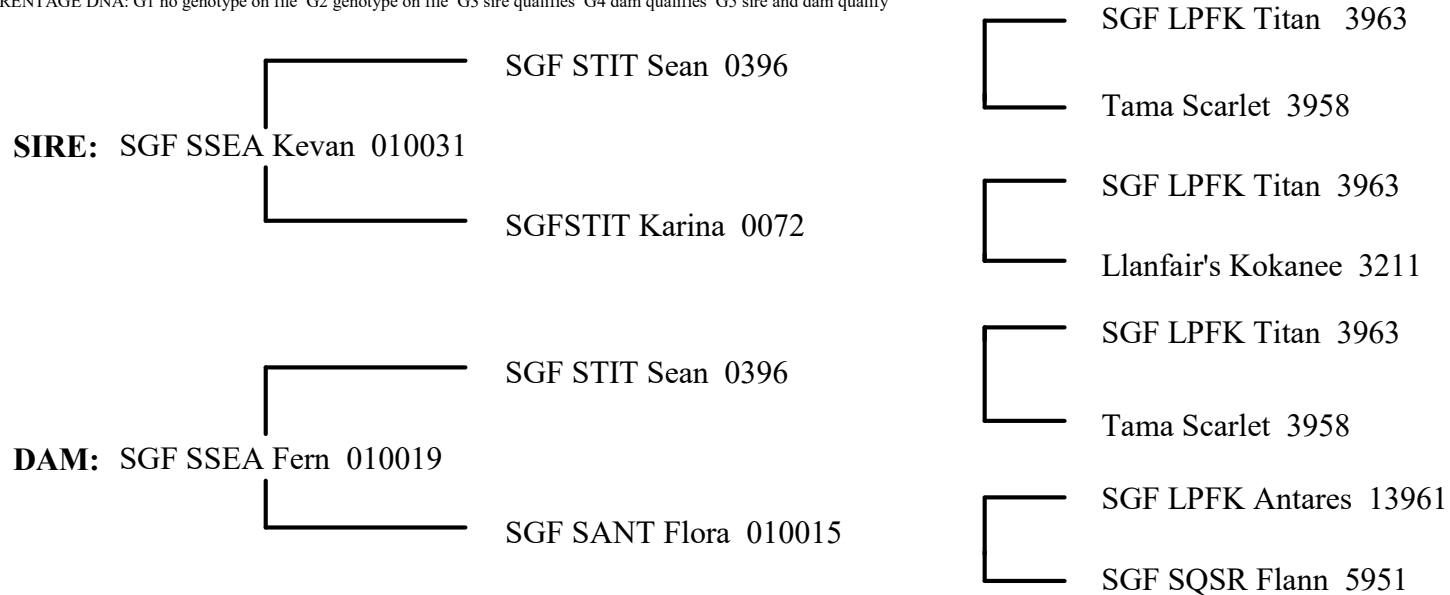 RENTAGE DNA: G1 no genotype on file G2 genotype on file G3 sire qualifies G4 dam qualifies G5 sire and dam qualify
SGF LPFK Titan 3963
SGF STIT Sean 0396
Tama Scarlet 3958
SIRE: SGF SSEA Kevan 010031
SGF LPFK Titan 3963
SGFSTIT Karina 0072
Llanfair's Kokanee 3211
SGF LPFK Titan 3963
SGF STIT Sean 0396
Tama Scarlet 3958
DAM: SGF SSEA Fern 010019
SGF LPFK Antares 13961
SGF SANT Flora 010015
SGF SQSR Flann 5951